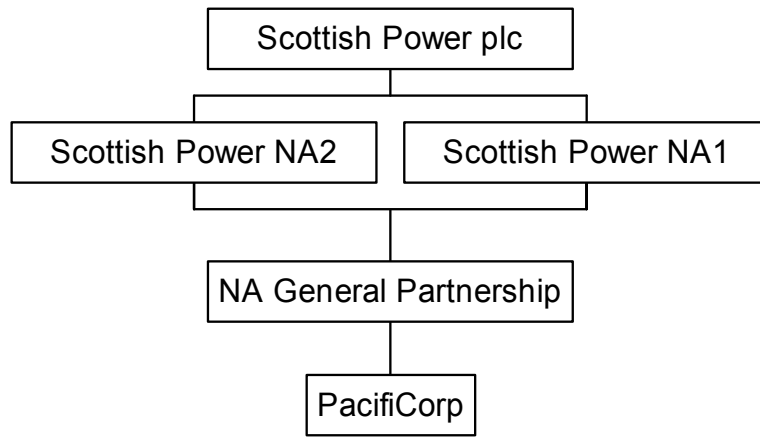 Scottish Power plc
Scottish Power NA2
Scottish Power NA1
NA General Partnership
PacifiCorp